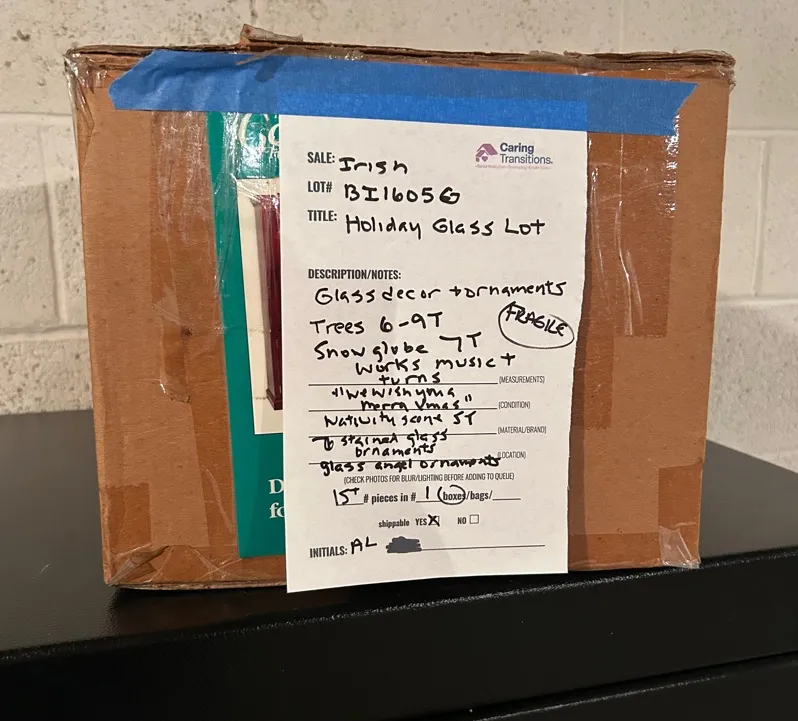 Co
Caring
Transitions.
SALE: Irish
LOT# BI1605G
TITLE: Holiday Glass Lot
DESCRIPTION/NOTES:
Glass decor + ornaments
Trees 6-9T
FRAGILE
Snow globe 7T
works music +
turns
(MEASUREMENTS)
"We wish you a
merry xmas"
(CONDITION)
Nativity scene 5T
(MATERIAL/BRAND)
stained glass
ornaments
(LOCATION)
glass angel ornaments
(CHECK PHOTOS FOR BLUR/LIGHTING BEFORE ADDING TO QUEUE)
15+ # pieces in # 1 (boxes/bags/
shippable YES NO
INITIALS: AL
D
fo